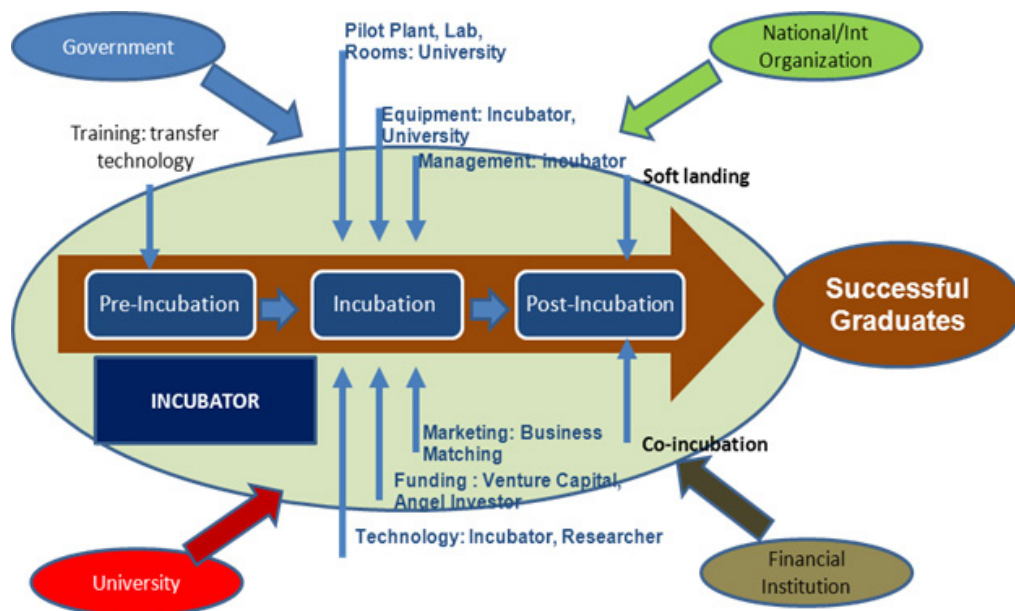 Government
Pilot Plant, Lab,
Rooms: University
National/Int
Organization
Equipment: Incubator,
University
Training: transfer
technology
Management: incubator
Soft landing
Pre-Incubation
Incubation
Post-Incubation
Successful
Graduates
INCUBATOR
Marketing: Business
Matching
Co-incubation
Funding : Venture Capital,
Angel Investor
Technology: Incubator, Researcher
University
Financial
Institution